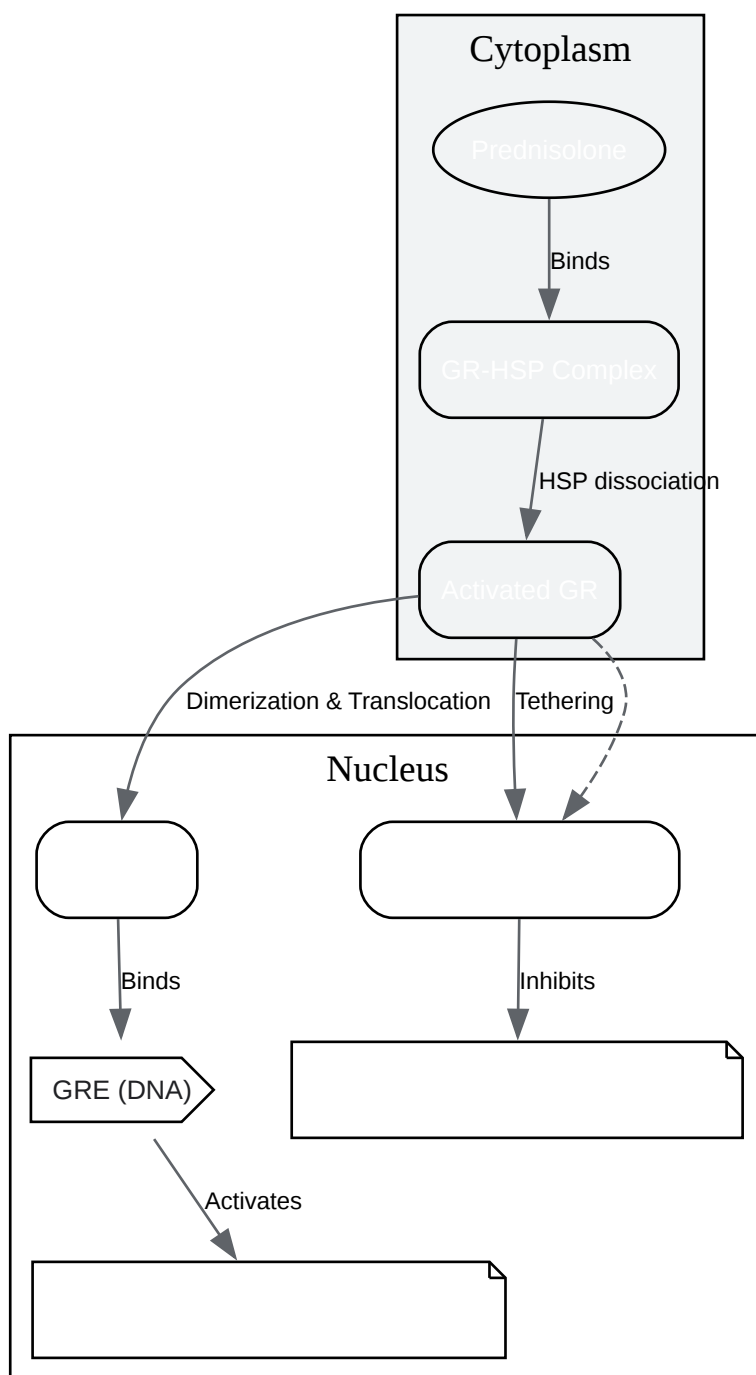 Cytoplasm
Prednisolone
Binds
GR-HSP Complex
HSP dissociation
Activated GR
Dimerization & Translocation
Tethering
Nucleus
Binds
Inhibits
GRE (DNA)
Activates